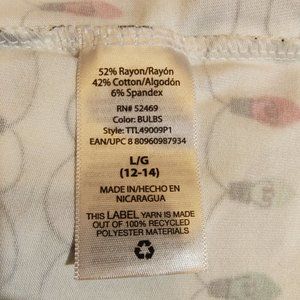 52% Rayon/Rayón
42% Cotton/Algodón
6% Spandex
RN# 52469
Color: BULBS
Style: TTL49009P1
EAN/UPC 8 80960987934
L/G
(12-14)
MADE IN/HECHO EN
NICARAGUA
THIS LABEL YARN IS MADE
OUT OF 100% RECYCLED
POLYESTER MATERIALS